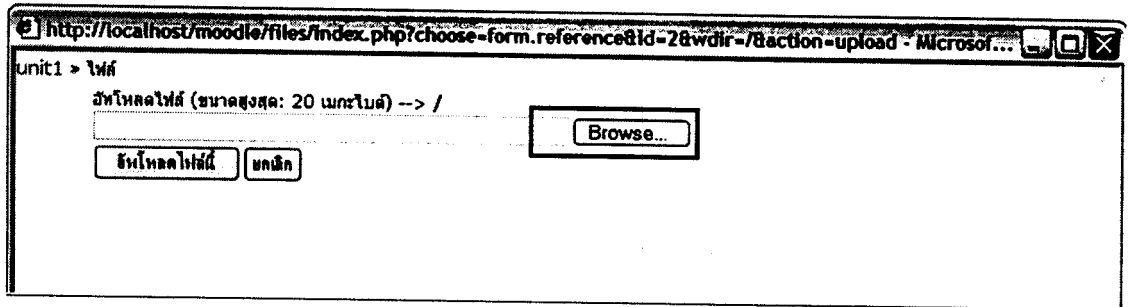 http://localhost/moodle/files/index.php?choose=form.reference&id=2&wdir=/&action=upload - Microsof...
unit1 » ไฟล์
อัพโหลดไฟล์ (ขนาดสูงสุด: 20 เมกะไบต์) --> /
Browse...
อัพโหลดไฟล์นี้ ยกเลิก